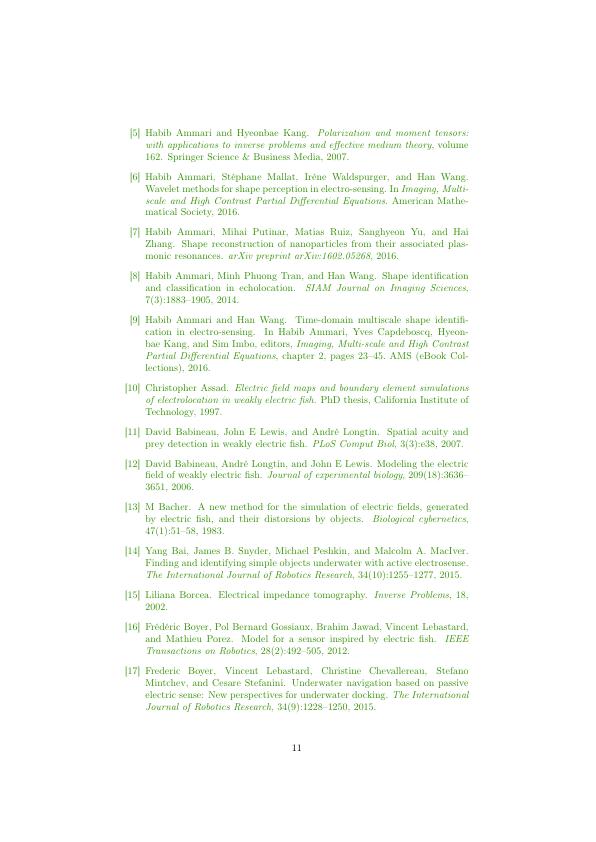 [5] Habib Ammari and Hyeonbae Kang. Polarization and moment tensors:
with applications to inverse problems and effective medium theory, volume
162. Springer Science & Business Media, 2007.
[6] Habib Ammari, Stéphane Mallat, Irène Waldspurger, and Han Wang.
Wavelet methods for shape perception in electro-sensing. In Imaging, Multi-
scale and High Contrast Partial Differential Equations. American Mathe-
matical Society, 2016.
[7] Habib Ammari, Mihai Putinar, Matias Ruiz, Sanghyeon Yu, and Hai
Zhang. Shape reconstruction of nanoparticles from their associated plas-
monic resonances. arXiv preprint arXiv:1602.05268, 2016.
[8] Habib Ammari, Minh Phuong Tran, and Han Wang. Shape identification
and classification in echolocation. SIAM Journal on Imaging Sciences,
7(3):1883–1905, 2014.
[9] Habib Ammari and Han Wang. Time-domain multiscale shape identifi-
cation in electro-sensing. In Habib Ammari, Yves Capdeboscq, Hyeon-
bae Kang, and Sim Imbo, editors, Imaging, Multi-scale and High Contrast
Partial Differential Equations, chapter 2, pages 23–45. AMS (eBook Col-
lections), 2016.
[10] Christopher Assad. Electric field maps and boundary element simulations
of electrolocation in weakly electric fish. PhD thesis, California Institute of
Technology, 1997.
[11] David Babineau, John E Lewis, and André Longtin. Spatial acuity and
prey detection in weakly electric fish. PLoS Comput Biol, 3(3):e38, 2007.
[12] David Babineau, André Longtin, and John E Lewis. Modeling the electric
field of weakly electric fish. Journal of experimental biology, 209(18):3636–
3651, 2006.
[13] M Bacher. A new method for the simulation of electric fields, generated
by electric fish, and their distorsions by objects. Biological cybernetics,
47(1):51–58, 1983.
[14] Yang Bai, James B. Snyder, Michael Peshkin, and Malcolm A. MacIver.
Finding and identifying simple objects underwater with active electrosense.
The International Journal of Robotics Research, 34(10):1255–1277, 2015.
[15] Liliana Borcea. Electrical impedance tomography. Inverse Problems, 18,
2002.
[16] Frédéric Boyer, Pol Bernard Gossiaux, Brahim Jawad, Vincent Lebastard,
and Mathieu Porez. Model for a sensor inspired by electric fish. IEEE
Transactions on Robotics, 28(2):492–505, 2012.
[17] Frederic Boyer, Vincent Lebastard, Christine Chevallereau, Stefano
Mintchev, and Cesare Stefanini. Underwater navigation based on passive
electric sense: New perspectives for underwater docking. The International
Journal of Robotics Research, 34(9):1228–1250, 2015.
11